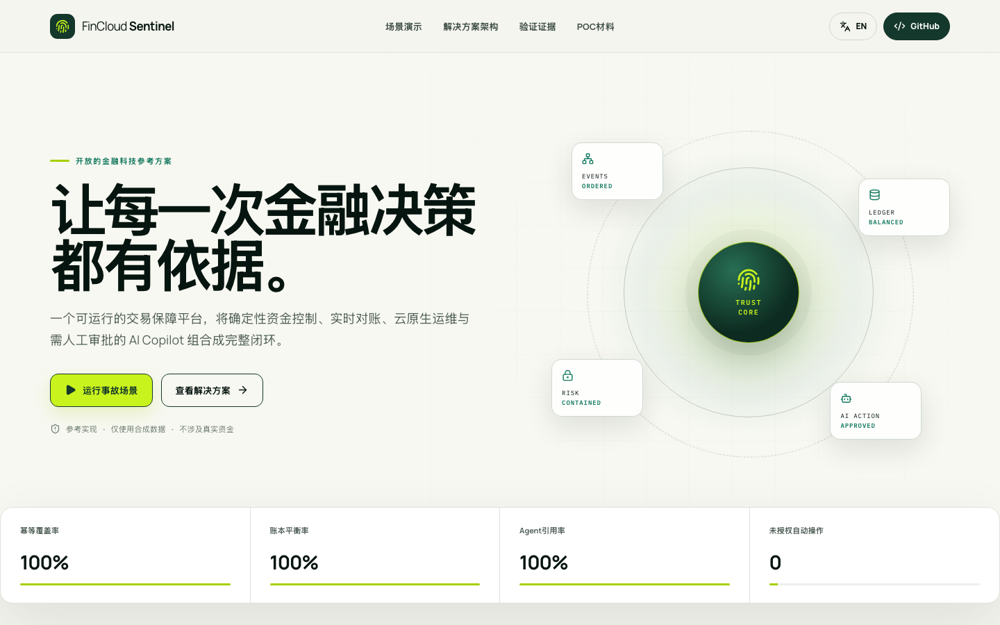 FinCloud Sentinel
场景演示
解决方案架构
验证证据
POC材料
EN
GitHub
开放的金融科技参考方案
让每一次金融决策
都有依据。
一个可运行的交易保障平台，将确定性资金控制、实时对账、云原生运维与
需人工审批的 AI Copilot 组合成完整闭环。
运行事故场景
查看解决方案
参考实现 · 仅使用合成数据 · 不涉及真实资金
EVENTS
ORDERED
LEDGER
BALANCED
TRUST
CORE
RISK
CONTAINED
AI ACTION
APPROVED
幂等覆盖率
100%
账本平衡率
100%
Agent引用率
100%
未授权自动操作
0